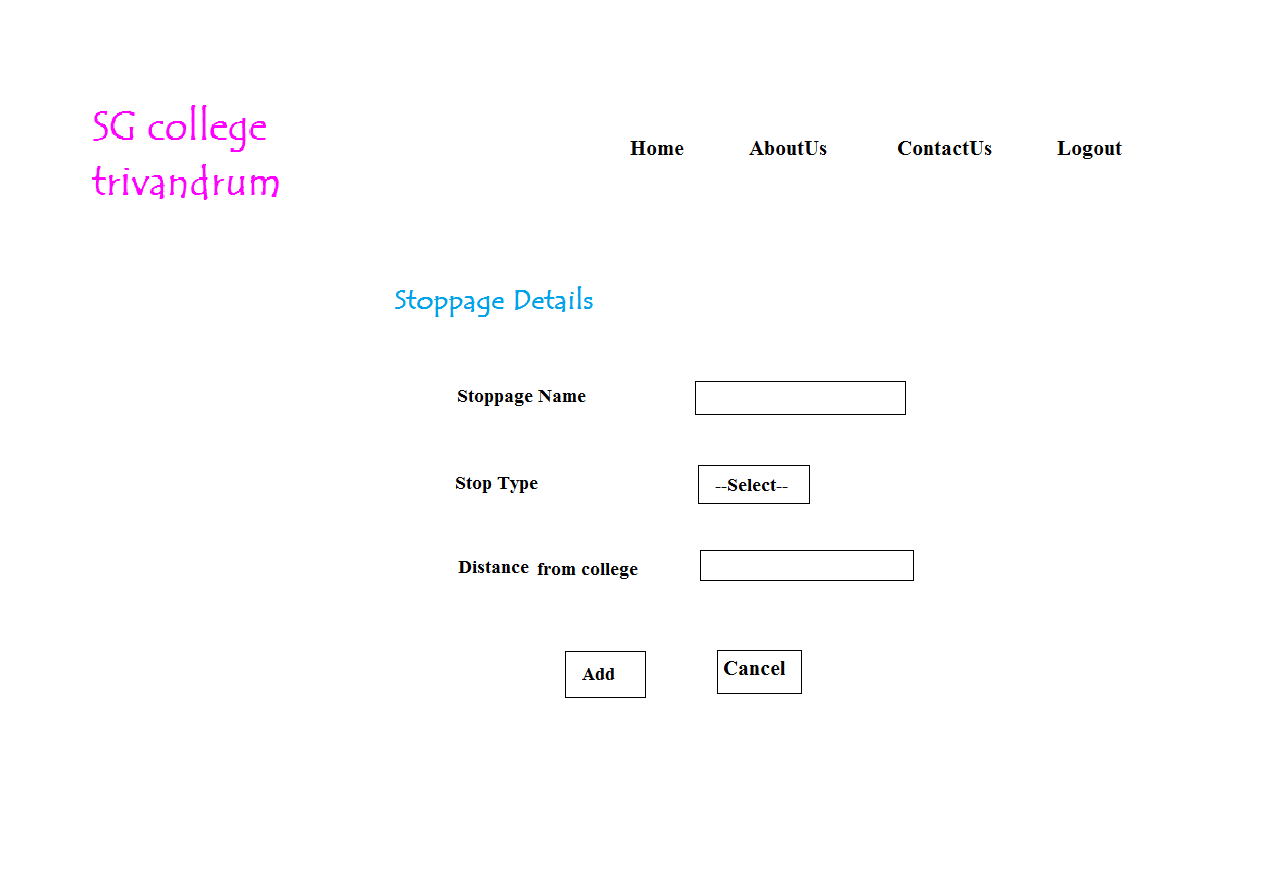 SG college
trivandrum
Home AboutUs ContactUs Logout
Stoppage Details
Stoppage Name
Stop Type --Select--
Distance from college
Add Cancel